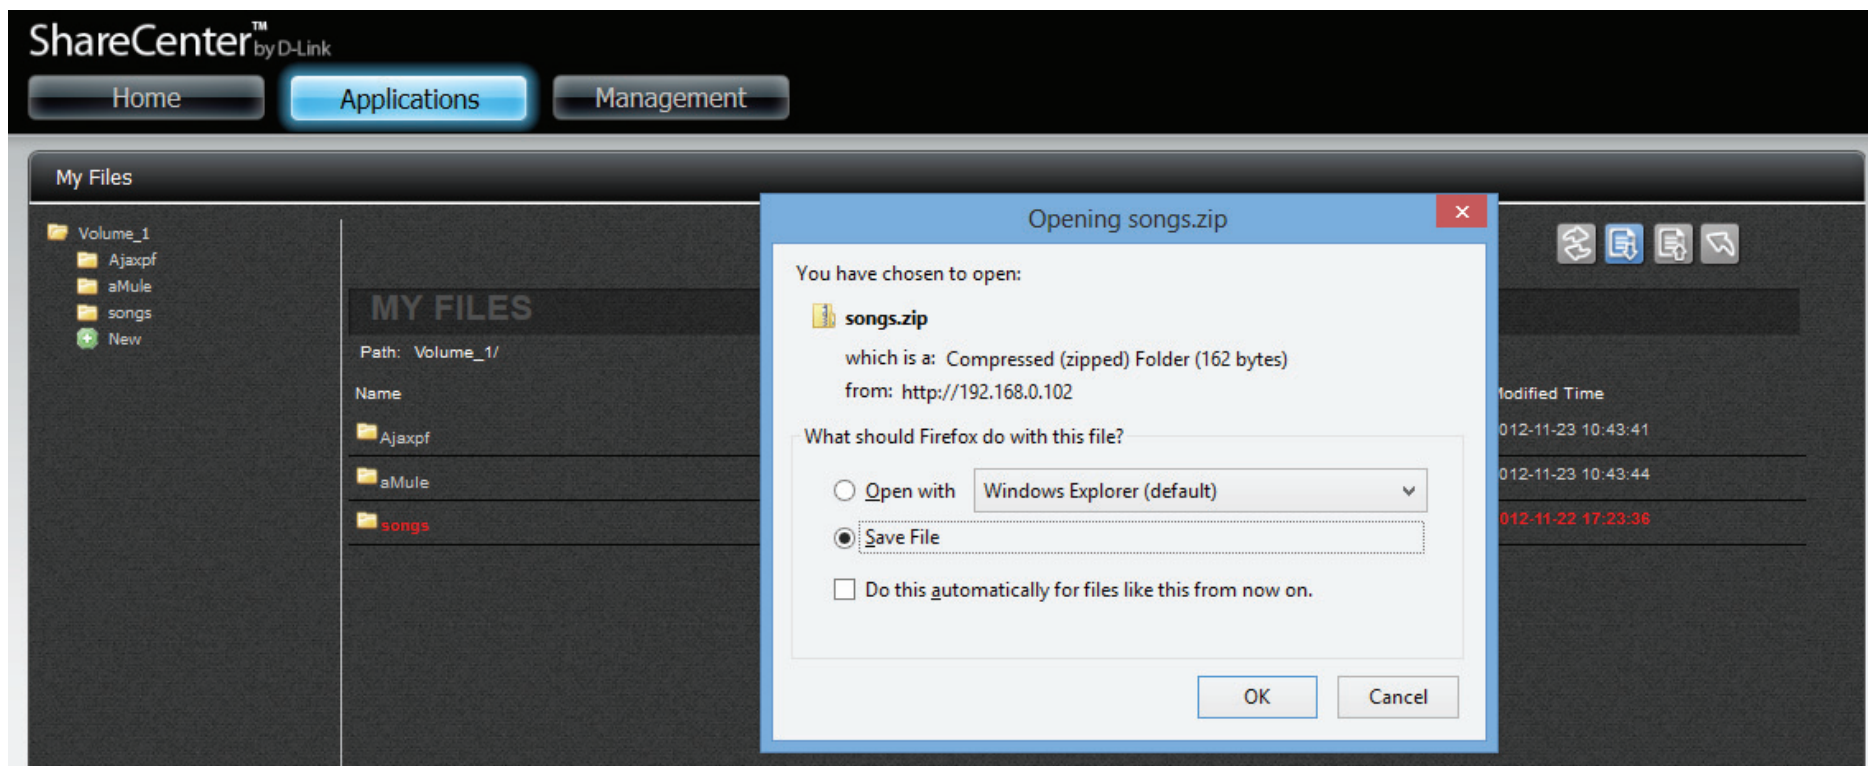 ShareCenter™ by D-Link
Home Applications Management
My Files
Volume_1
Ajaxpf
aMule
songs
New
MY FILES
Path: Volume_1/
Name
Modified Time
Ajaxpf
012-11-23 10:43:41
aMule
012-11-23 10:43:44
songs
012-11-22 17:23:36
Opening songs.zip
You have chosen to open:
songs.zip
which is a: Compressed (zipped) Folder (162 bytes)
from: http://192.168.0.102
What should Firefox do with this file?
Open with Windows Explorer (default)
Save File
Do this automatically for files like this from now on.
OK Cancel